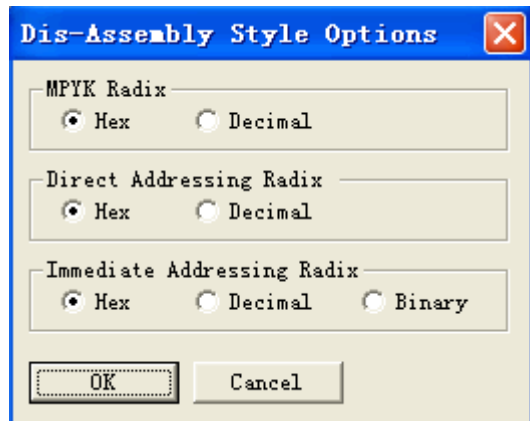 Dis-Assembly Style Options
MPYK Radix
Hex Decimal
Direct Addressing Radix
Hex Decimal
Immediate Addressing Radix
Hex Decimal Binary
OK Cancel